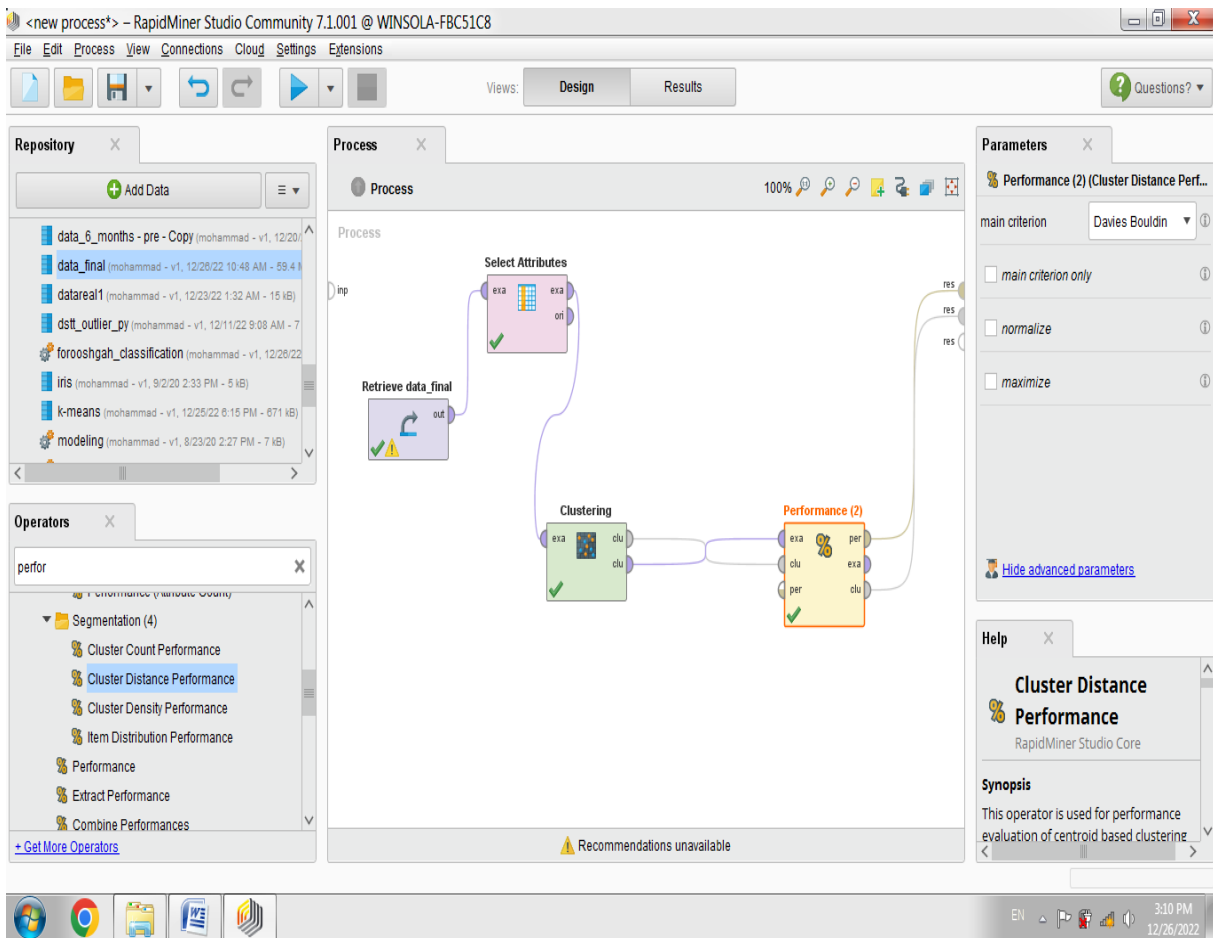 <new process*> – RapidMiner Studio Community 7.1.001 @ WINSOLA-FBC51C8
File Edit Process View Connections Cloud Settings Extensions
Views: Design Results
Questions?
Repository
Add Data
data_6_months - pre - Copy (mohammad - v1, 12/20/
data_final (mohammad - v1, 12/26/22 10:48 AM - 59.4 M
datareal1 (mohammad - v1, 12/23/22 1:32 AM - 15 kB)
dstt_outlier_py (mohammad - v1, 12/11/22 9:08 AM - 7
forooshgah_classification (mohammad - v1, 12/26/22
iris (mohammad - v1, 9/2/20 2:33 PM - 5 kB)
k-means (mohammad - v1, 12/25/22 6:15 PM - 671 kB)
modeling (mohammad - v1, 8/23/20 2:27 PM - 7 kB)
Operators
perfor
Performance (Attribute Count)
Segmentation (4)
Cluster Count Performance
Cluster Distance Performance
Cluster Density Performance
Item Distribution Performance
Performance
Extract Performance
Combine Performances
+ Get More Operators
Process
Process
100%
Process
inp
Select Attributes
exa exa
ori
Retrieve data_final
out
Clustering
exa clu
clu
Performance (2)
exa per
clu exa
per clu
res
res
res
Recommendations unavailable
Parameters
Performance (2) (Cluster Distance Perf...
main criterion Davies Bouldin
main criterion only
normalize
maximize
Hide advanced parameters
Help
Cluster Distance
Performance
RapidMiner Studio Core
Synopsis
This operator is used for performance
evaluation of centroid based clustering
EN
3:10 PM
12/26/2022